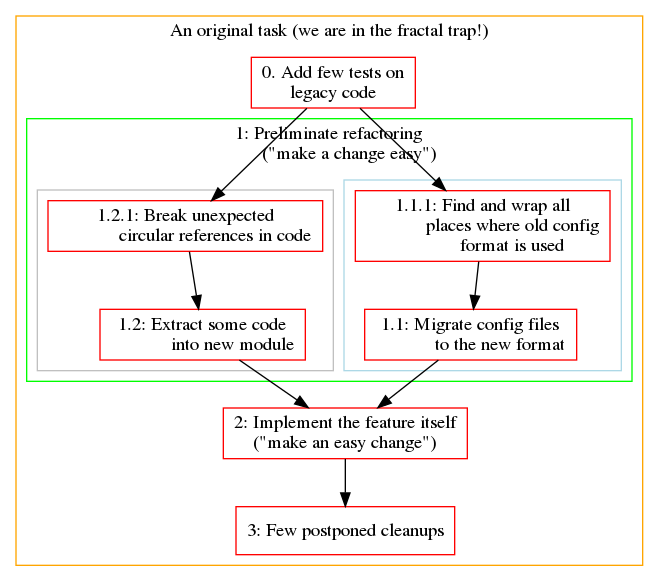 An original task (we are in the fractal trap!)
0. Add few tests on
legacy code
1: Preliminate refactoring
("make a change easy")
1.2.1: Break unexpected
circular references in code
1.1.1: Find and wrap all
places where old config
format is used
1.2: Extract some code
into new module
1.1: Migrate config files
to the new format
2: Implement the feature itself
("make an easy change")
3: Few postponed cleanups